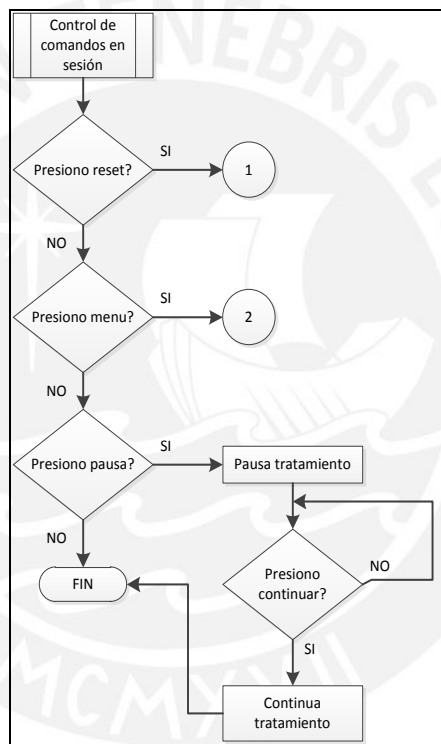 Control de
comandos en
sesión
Presiono reset?
SI
1
NO
Presiono menu?
SI
2
NO
Presiono pausa?
SI
Pausa tratamiento
NO
FIN
Presiono
continuar?
NO
SI
Continua
tratamiento